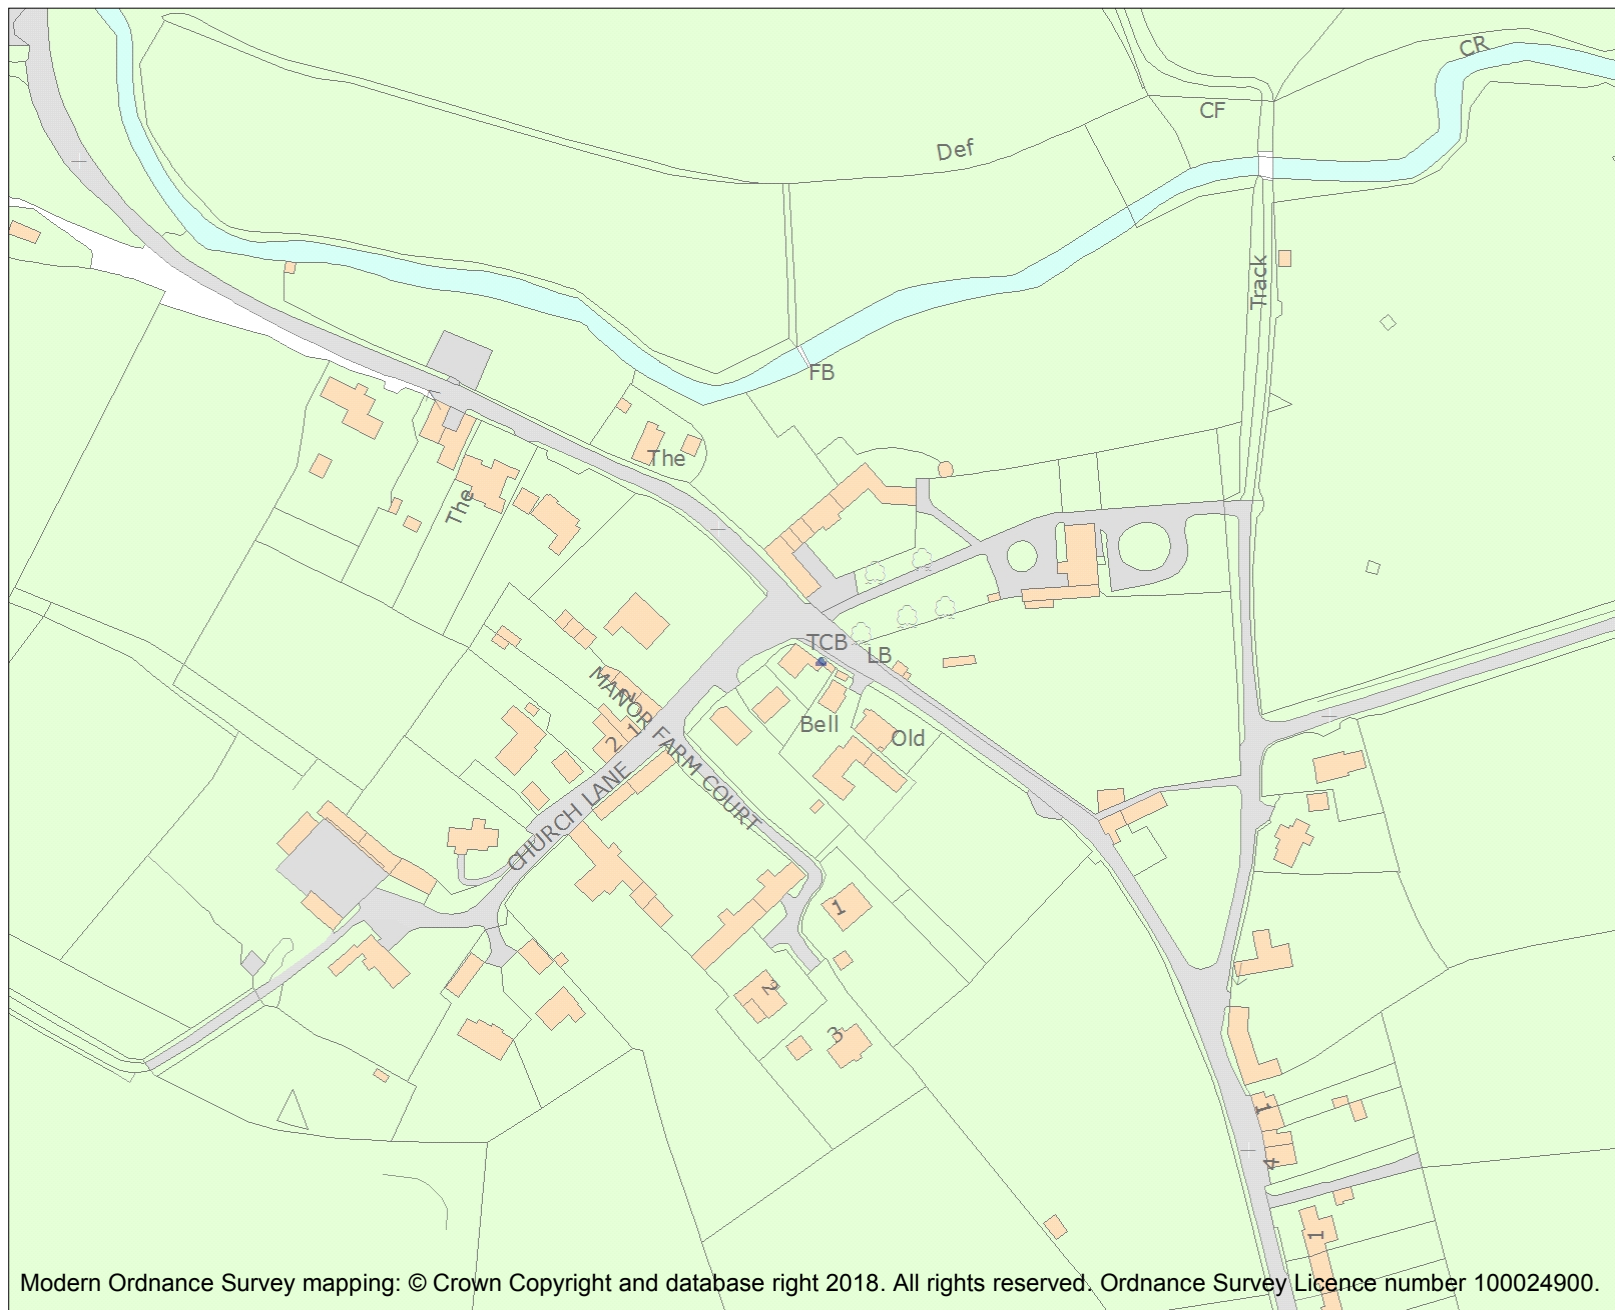 CR
CF
Def
Track
FB
The
The
TCB
LB
MANOR FARM COURT
2
1
2
Bell
Old
CHURCH LANE
1
2
3
1
4
1
Modern Ordnance Survey mapping: © Crown Copyright and database right 2018. All rights reserved. Ordnance Survey Licence number 100024900.